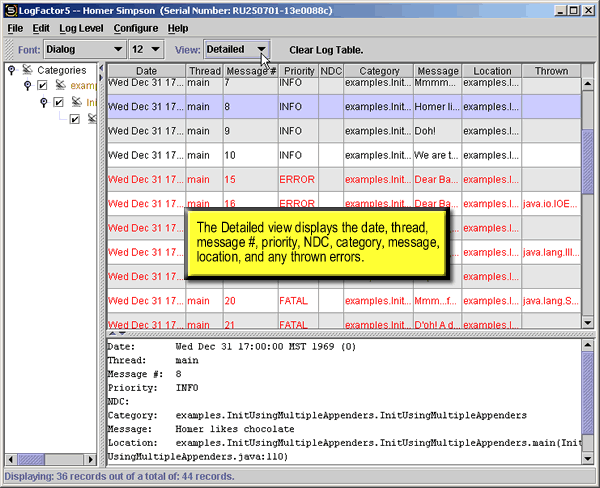 LogFactor5 -- Homer Simpson (Serial Number: RU250701-13e0088c)
File Edit Log Level Configure Help
Font: Dialog 12 View: Detailed Clear Log Table.
Categories
examp
Ini
Date Thread Message # Priority NDC Category Message Location Thrown
Wed Dec 31 17... main 7 INFO examples.Init... Mmmm... examples.I...
Wed Dec 31 17... main 8 INFO examples.Init... Homer li... examples.I...
Wed Dec 31 17... main 9 INFO examples.Init... Doh! examples.I...
Wed Dec 31 17... main 10 INFO examples.Init... We are t... examples.I...
Wed Dec 31 17... main 15 ERROR examples.Init... Dear Ba... examples.I...
Wed Dec 31 17... main 16 ERROR examples.Init... Dear Ba... examples.I... java.io.IOE...
Wed Dec 31 17...
Wed Dec 31 17... java.lang.Ill...
Wed Dec 31 17...
The Detailed view displays the date, thread,
message #, priority, NDC, category, message,
location, and any thrown errors.
Wed Dec 31 17... main 20 FATAL examples.Init... Mmm...f... examples.I... java.lang.S...
Wed Dec 31 17... main 21 FATAL examples.Init... D'oh! A d... examples.I...
Date: Wed Dec 31 17:00:00 MST 1969 (0)
Thread: main
Message #: 8
Priority: INFO
NDC:
Category: examples.InitUsingMultipleAppenders.InitUsingMultipleAppenders
Message: Homer likes chocolate
Location: examples.InitUsingMultipleAppenders.main(Init
UsingMultipleAppenders.java:110)
Displaying: 36 records out of a total of: 44 records.